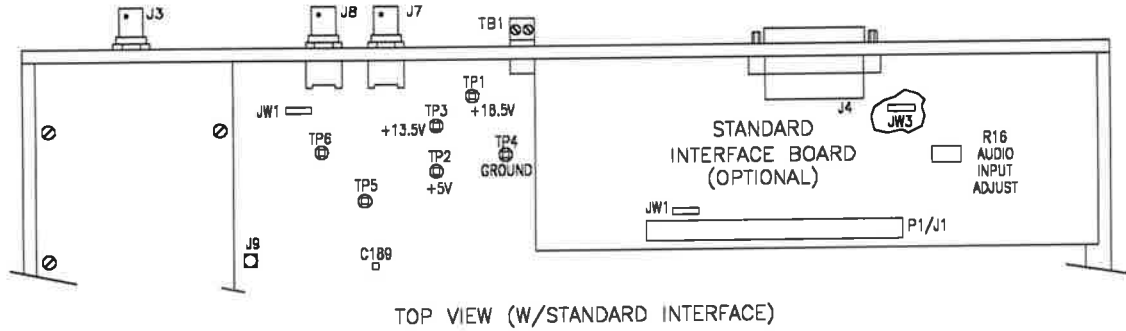 J3
J8
J7
TB1
TP1
+18.5V
JW1
TP3
+13.5V
TP6
TP4
GROUND
TP2
+5V
TP5
J9
C189
J4
JW3
STANDARD
INTERFACE BOARD
(OPTIONAL)
R16
AUDIO
INPUT
ADJUST
JW1
P1/J1
TOP VIEW (W/STANDARD INTERFACE)